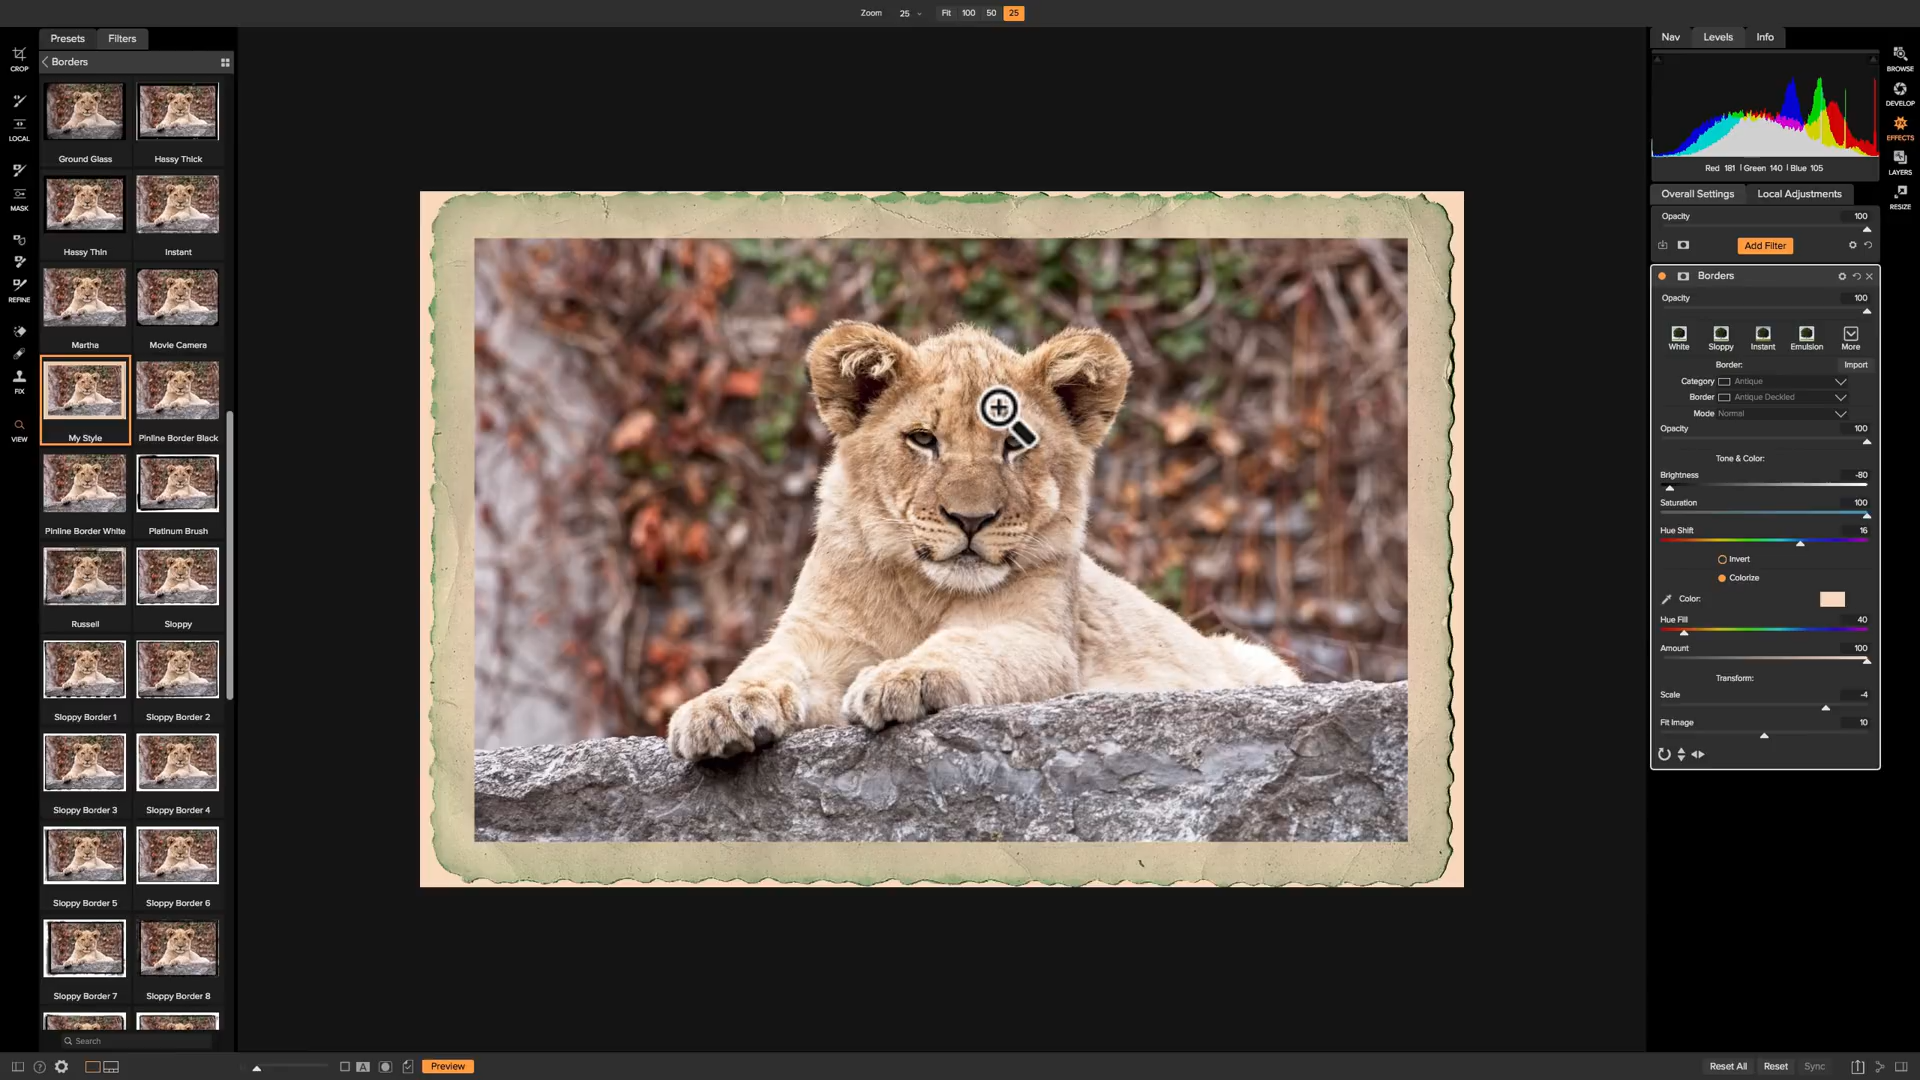 Zoom 25 Fit 100 50 25
Presets Filters
Borders
CROP
LOCAL
MASK
REFINE
FIX
VIEW
Ground Glass Hassy Thick
Hassy Thin Instant
Martha Movie Camera
My Style Pinline Border Black
Pinline Border White Platinum Brush
Russell Sloppy
Sloppy Border 1 Sloppy Border 2
Sloppy Border 3 Sloppy Border 4
Sloppy Border 5 Sloppy Border 6
Sloppy Border 7 Sloppy Border 8
Search
A Preview
Nav Levels Info
Red 181 | Green 140 | Blue 105
Overall Settings Local Adjustments
Opacity 100
Add Filter
Borders
Opacity 100
White Sloppy Instant Emulsion More
Border: Import
Category Antique
Border Antique Deckled
Mode Normal
Opacity 100
Tone & Color:
Brightness -80
Saturation 100
Hue Shift 16
Invert
Colorize
Color:
Hue Fill 40
Amount 100
Transform:
Scale -4
Fit Image 10
BROWSE
DEVELOP
FX
EFFECTS
LAYERS
RESIZE
Reset All Reset Sync